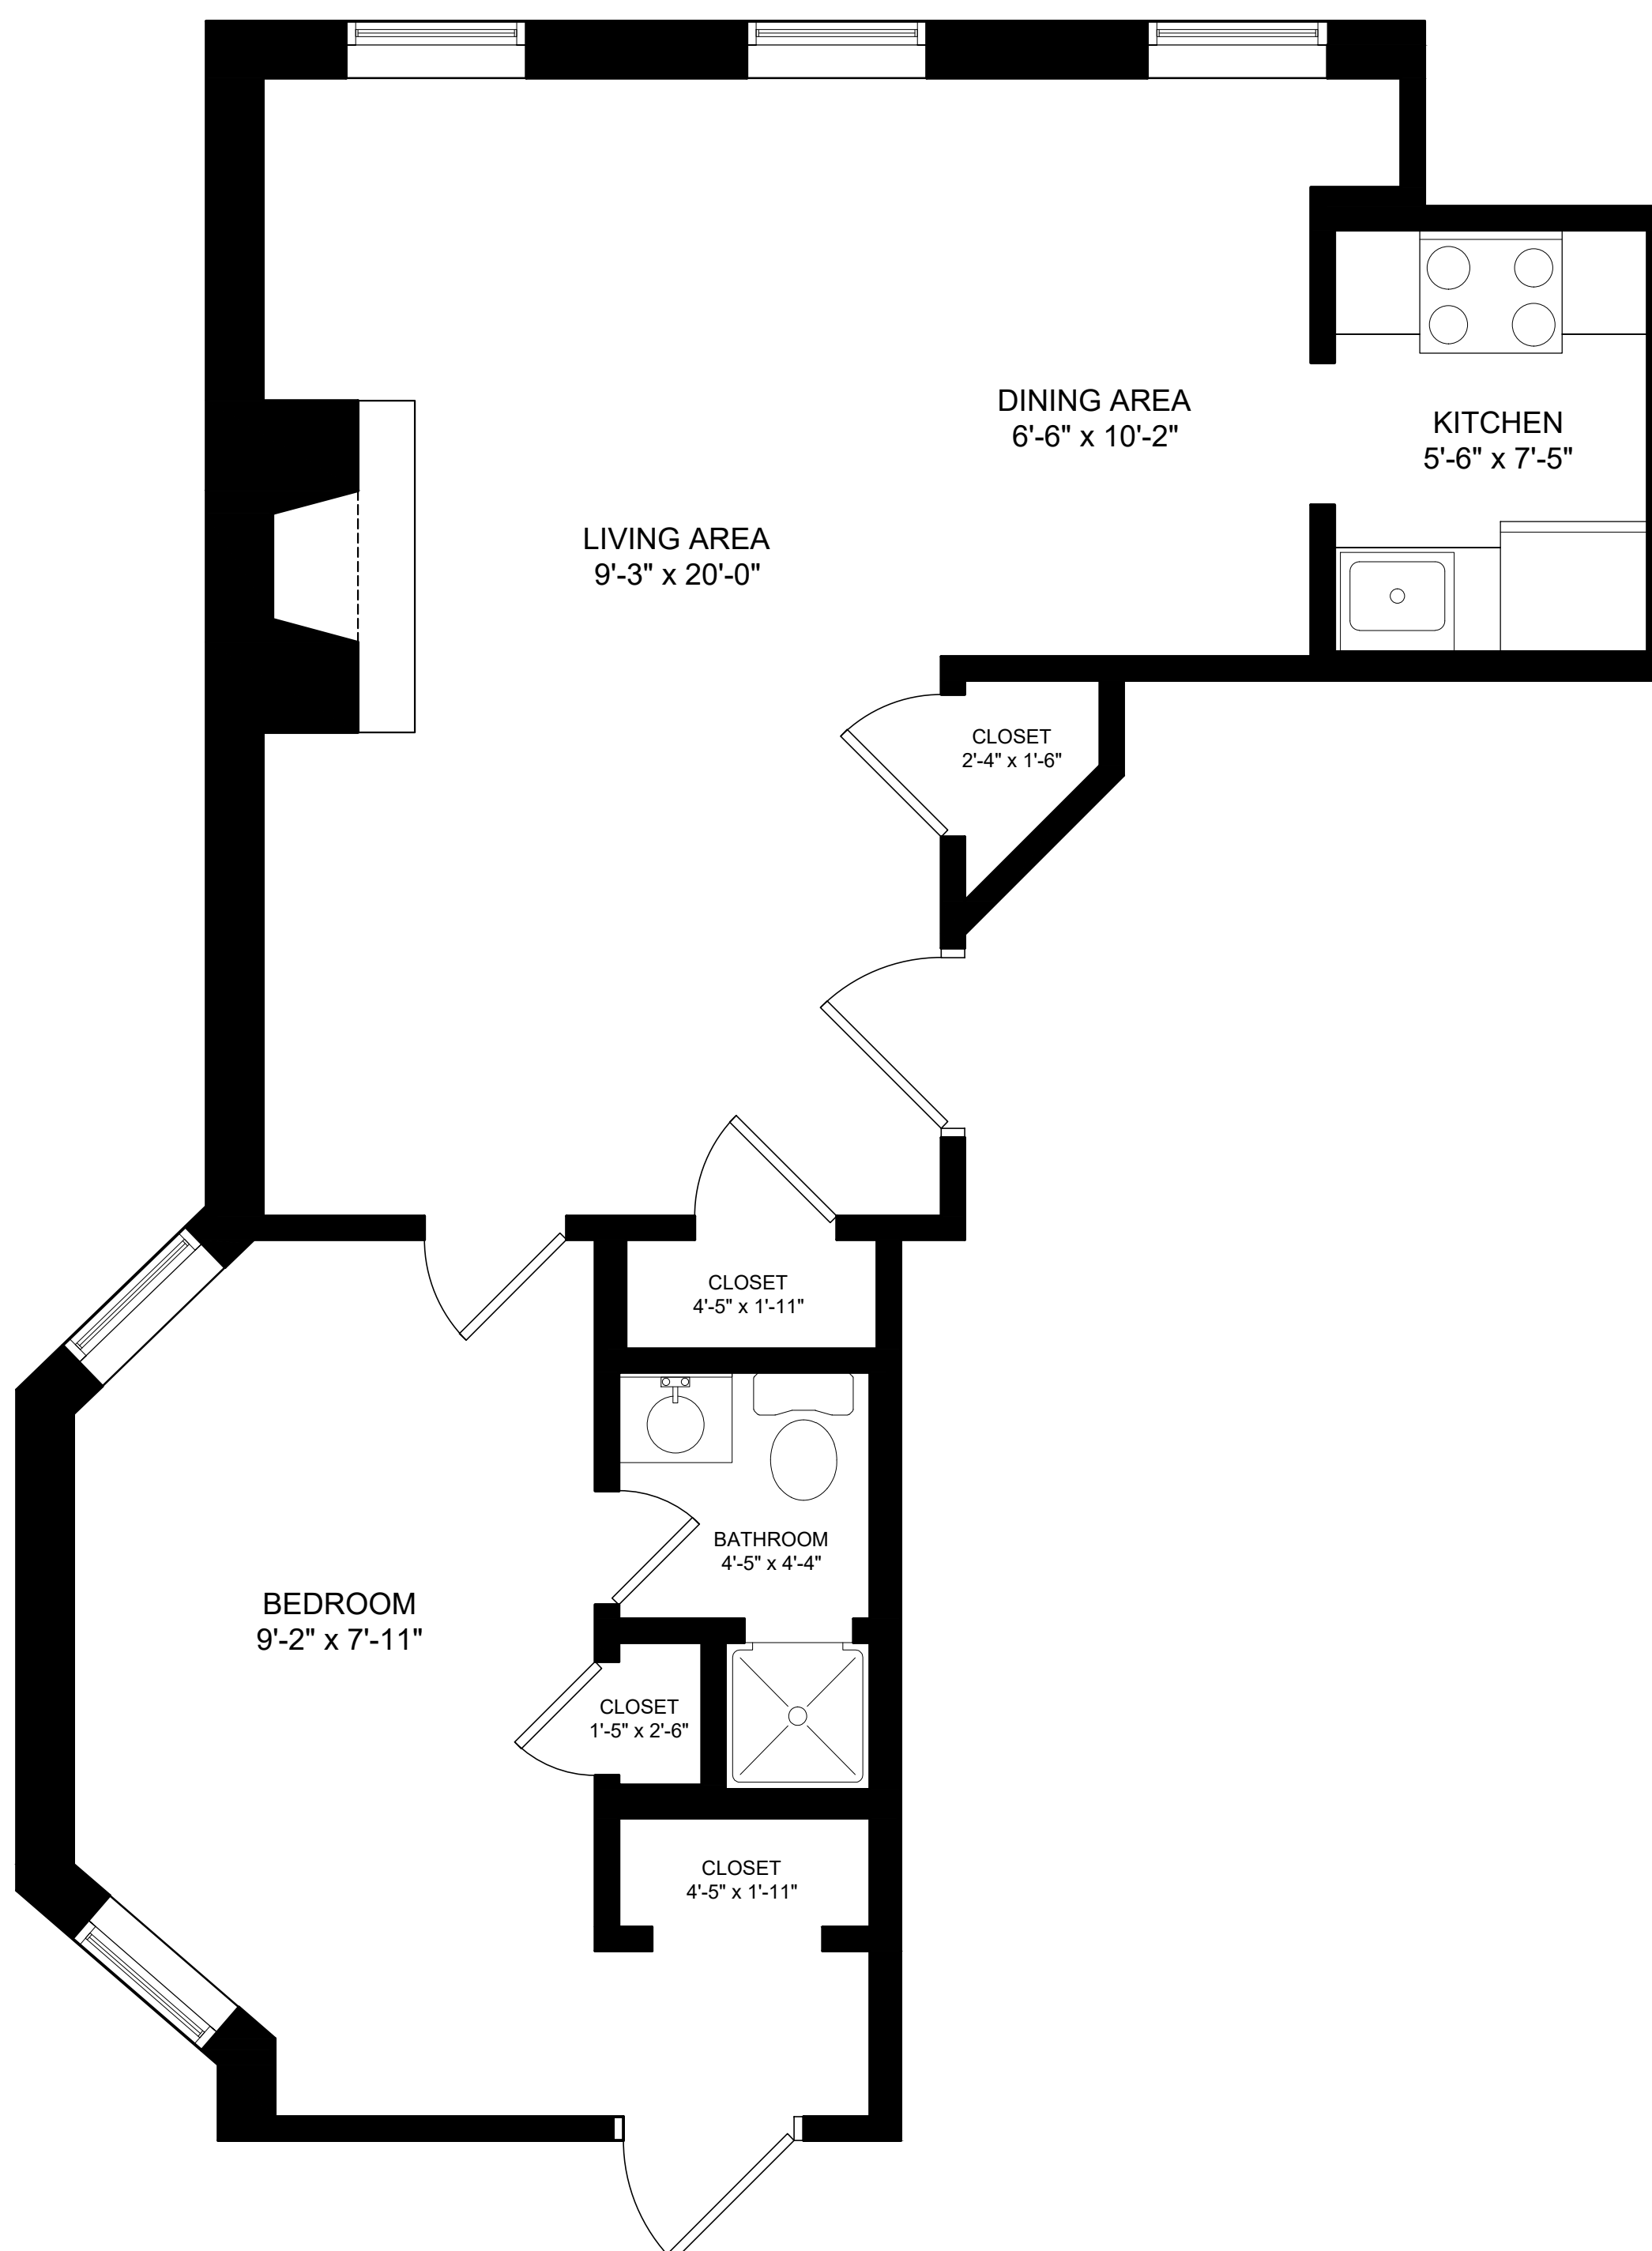 DINING AREA
6'-6" x 10'-2"
KITCHEN
5'-6" x 7'-5"
LIVING AREA
9'-3" x 20'-0"
CLOSET
2'-4" x 1'-6"
CLOSET
4'-5" x 1'-11"
BATHROOM
4'-5" x 4'-4"
BEDROOM
9'-2" x 7'-11"
CLOSET
1'-5" x 2'-6"
CLOSET
4'-5" x 1'-11"